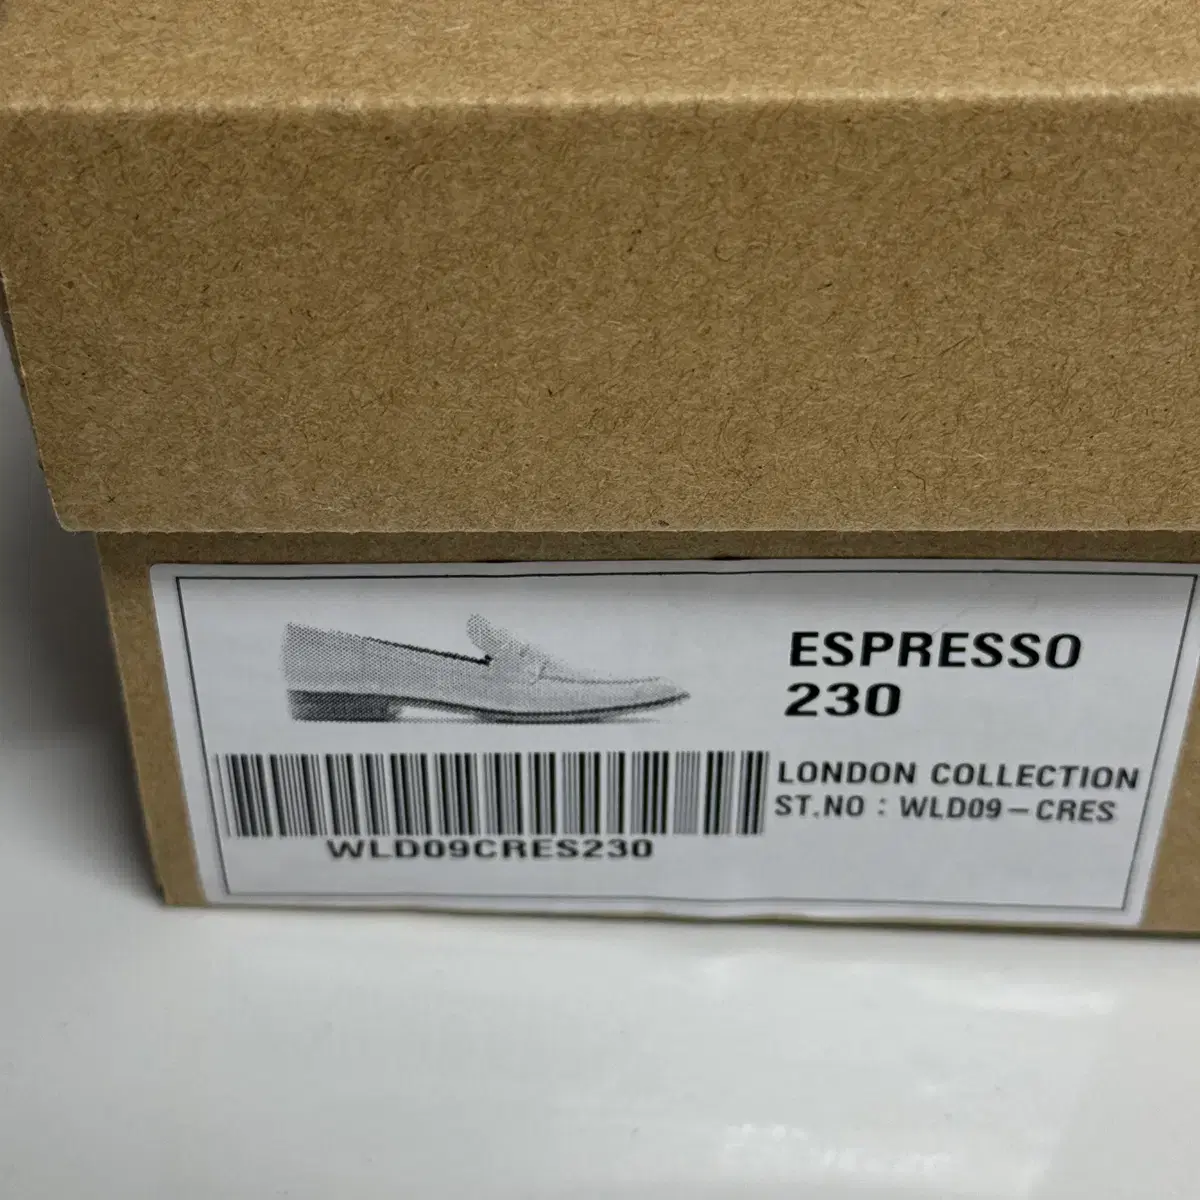 ESPRESSO
230
LONDON COLLECTION
ST.NO : WLD09-CRES
WLD09CRES230